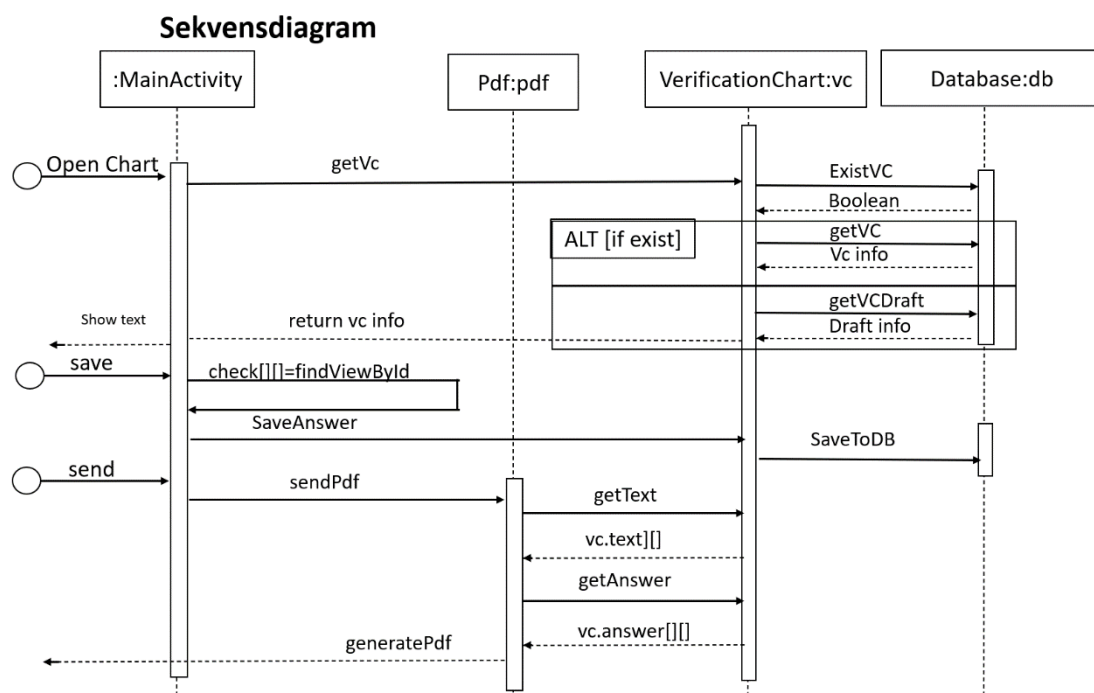 Sekvensdiagram
:MainActivity
Pdf:pdf
VerificationChart:vc
Database:db
Open Chart
getVc
ExistVC
Boolean
ALT [if exist]
getVC
Vc info
getVCDraft
Show text
return vc info
Draft info
save
check[][]=findViewById
SaveAnswer
SaveToDB
send
sendPdf
getText
vc.text][]
getAnswer
vc.answer[][]
generatePdf